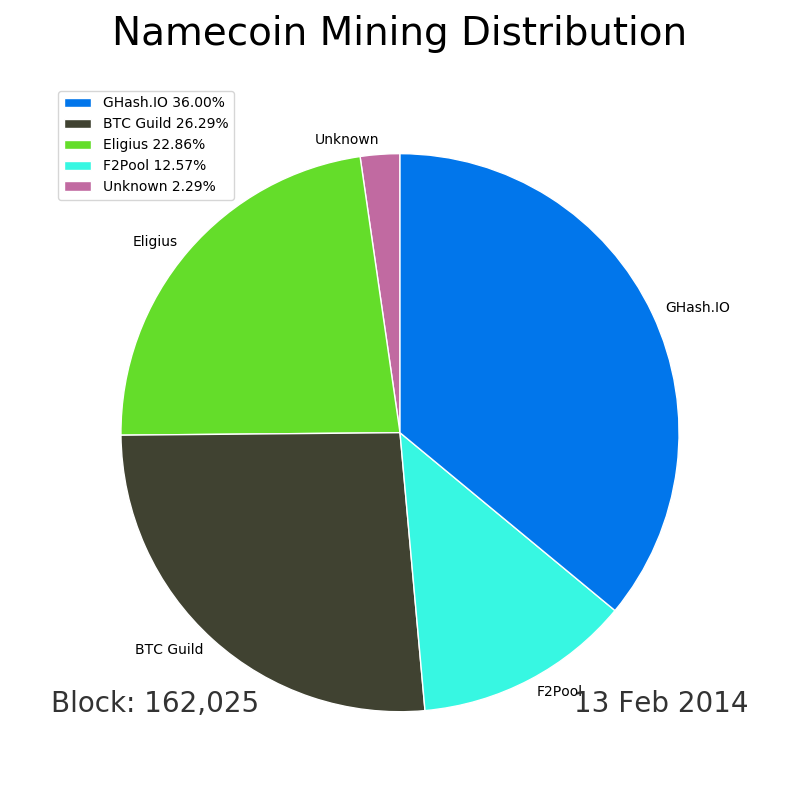 Namecoin Mining Distribution
GHash.IO 36.00%
BTC Guild 26.29%
Eligius 22.86%
F2Pool 12.57%
Unknown 2.29%
Unknown
Eligius
GHash.IO
BTC Guild
F2Pool
Block: 162,025
13 Feb 2014